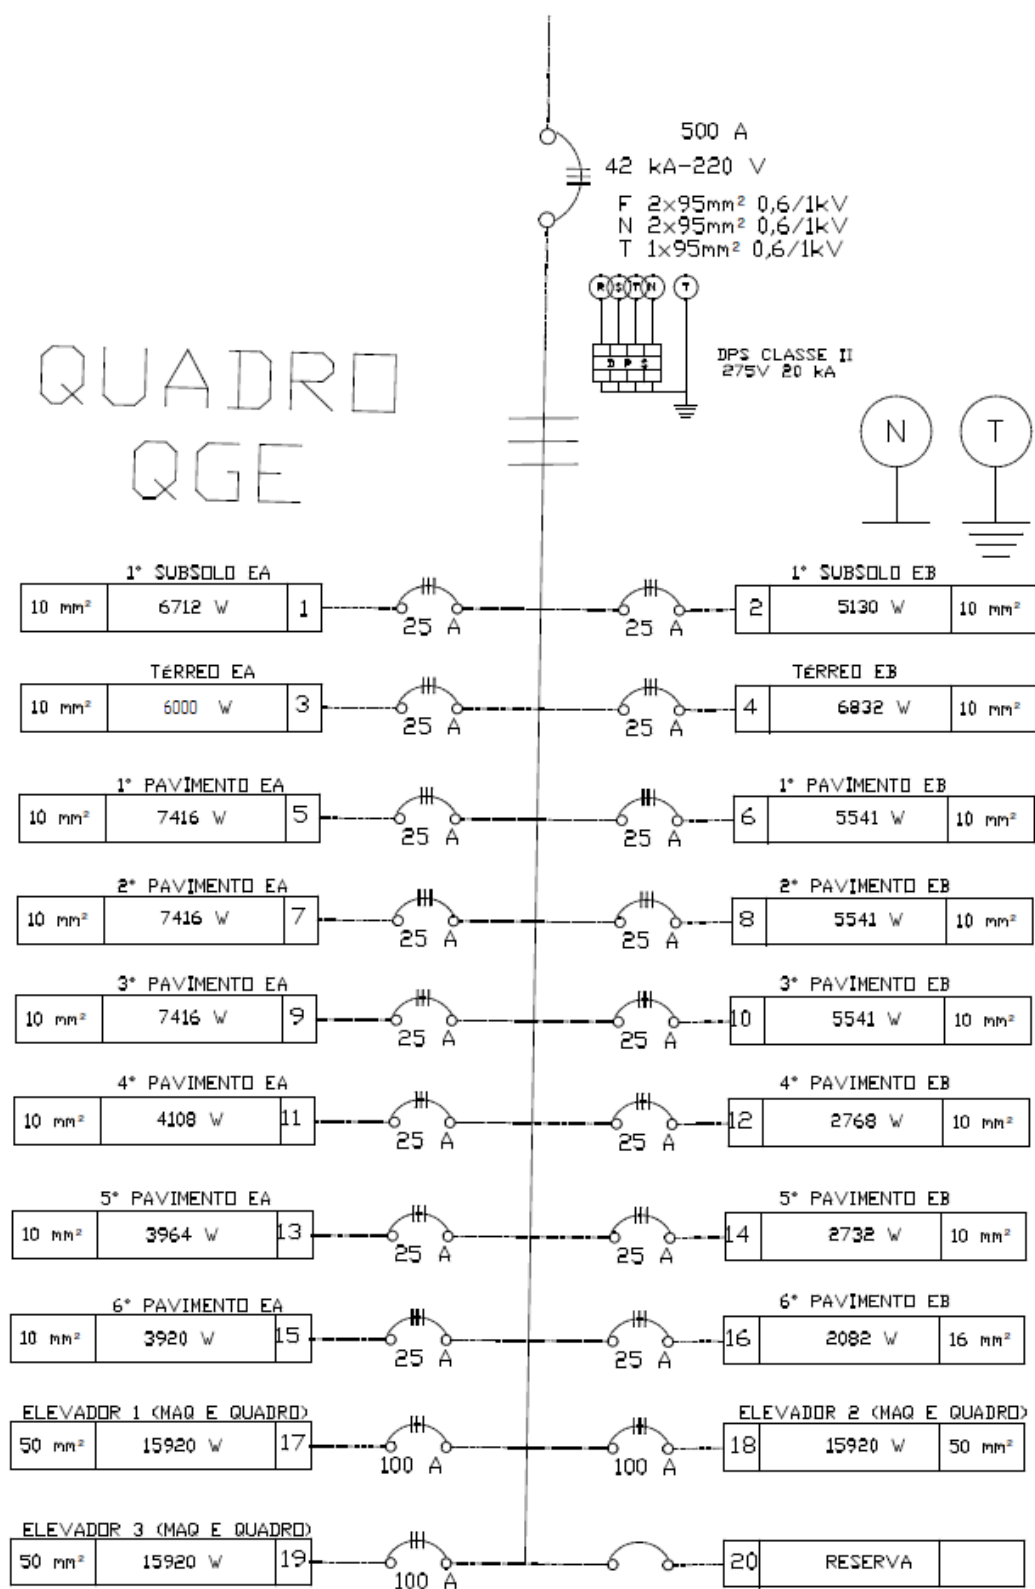 500 A
42 kA-220 V
F 2x95mm² 0,6/1kV
N 2x95mm² 0,6/1kV
T 1x95mm² 0,6/1kV
R S T N T
DPS
DPS CLASSE II
275V 20 kA
QUADRO
QGE
N T
1° SUBSOLO EA 1° SUBSOLO EB
10 mm² 6712 W 1 25 A 25 A 2 5130 W 10 mm²
TÉRREO EA TÉRREO EB
10 mm² 6000 W 3 25 A 25 A 4 6832 W 10 mm²
1° PAVIMENTO EA 1° PAVIMENTO EB
10 mm² 7416 W 5 25 A 25 A 6 5541 W 10 mm²
2° PAVIMENTO EA 2° PAVIMENTO EB
10 mm² 7416 W 7 25 A 25 A 8 5541 W 10 mm²
3° PAVIMENTO EA 3° PAVIMENTO EB
10 mm² 7416 W 9 25 A 25 A 10 5541 W 10 mm²
4° PAVIMENTO EA 4° PAVIMENTO EB
10 mm² 4108 W 11 25 A 25 A 12 2768 W 10 mm²
5° PAVIMENTO EA 5° PAVIMENTO EB
10 mm² 3964 W 13 25 A 25 A 14 2732 W 10 mm²
6° PAVIMENTO EA 6° PAVIMENTO EB
10 mm² 3920 W 15 25 A 25 A 16 2082 W 16 mm²
ELEVADOR 1 (MAQ E QUADRO) ELEVADOR 2 (MAQ E QUADRO)
50 mm² 15920 W 17 100 A 100 A 18 15920 W 50 mm²
ELEVADOR 3 (MAQ E QUADRO)
50 mm² 15920 W 19 100 A 20 RESERVA